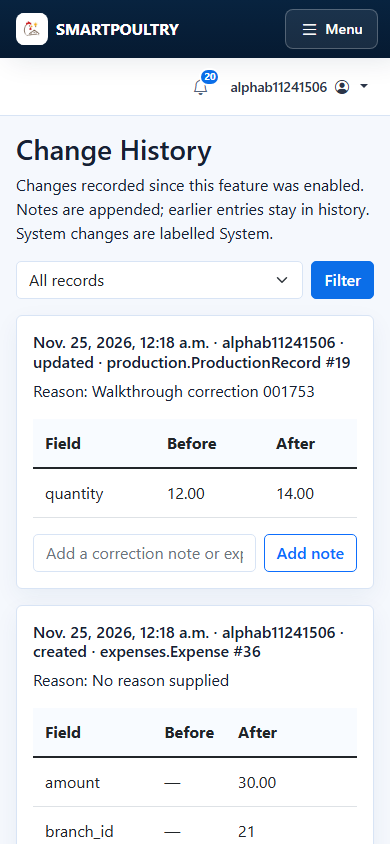 SMARTPOULTRY
Menu
20
alphab11241506
Change History
Changes recorded since this feature was enabled.
Notes are appended; earlier entries stay in history.
System changes are labelled System.
All records
Filter
Nov. 25, 2026, 12:18 a.m. · alphab11241506 ·
updated · production.ProductionRecord #19
Reason: Walkthrough correction 001753
Field Before After
quantity 12.00 14.00
Add a correction note or
Add note
Nov. 25, 2026, 12:18 a.m. · alphab11241506 ·
created · expenses.Expense #36
Reason: No reason supplied
Field Before After
amount — 30.00
branch_id — 21